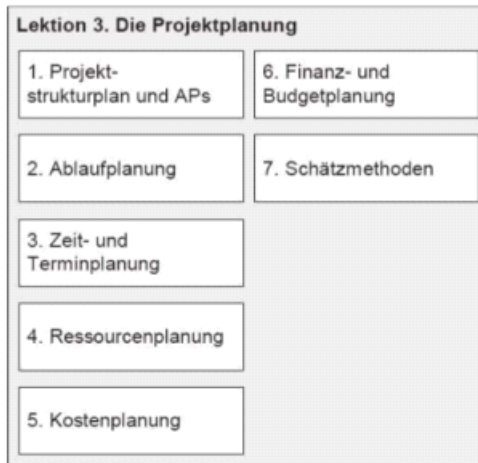 Lektion 3. Die Projektplanung
1. Projekt-
strukturplan und APs
2. Ablaufplanung
3. Zeit- und
Terminplanung
4. Ressourcenplanung
5. Kostenplanung
6. Finanz- und
Budgetplanung
7. Schätzmethoden